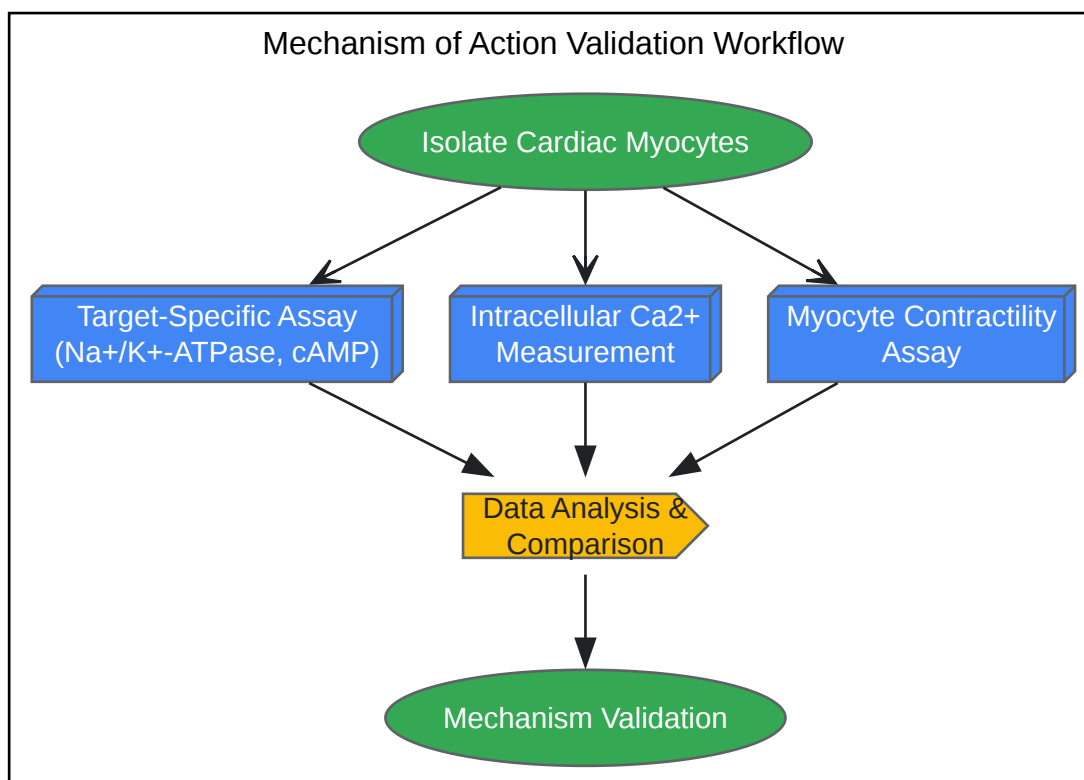 Mechanism of Action Validation Workflow
Isolate Cardiac Myocytes
Target-Specific Assay
(Na+/K+-ATPase, cAMP)
Intracellular Ca2+
Measurement
Myocyte Contractility
Assay
Data Analysis &
Comparison
Mechanism Validation